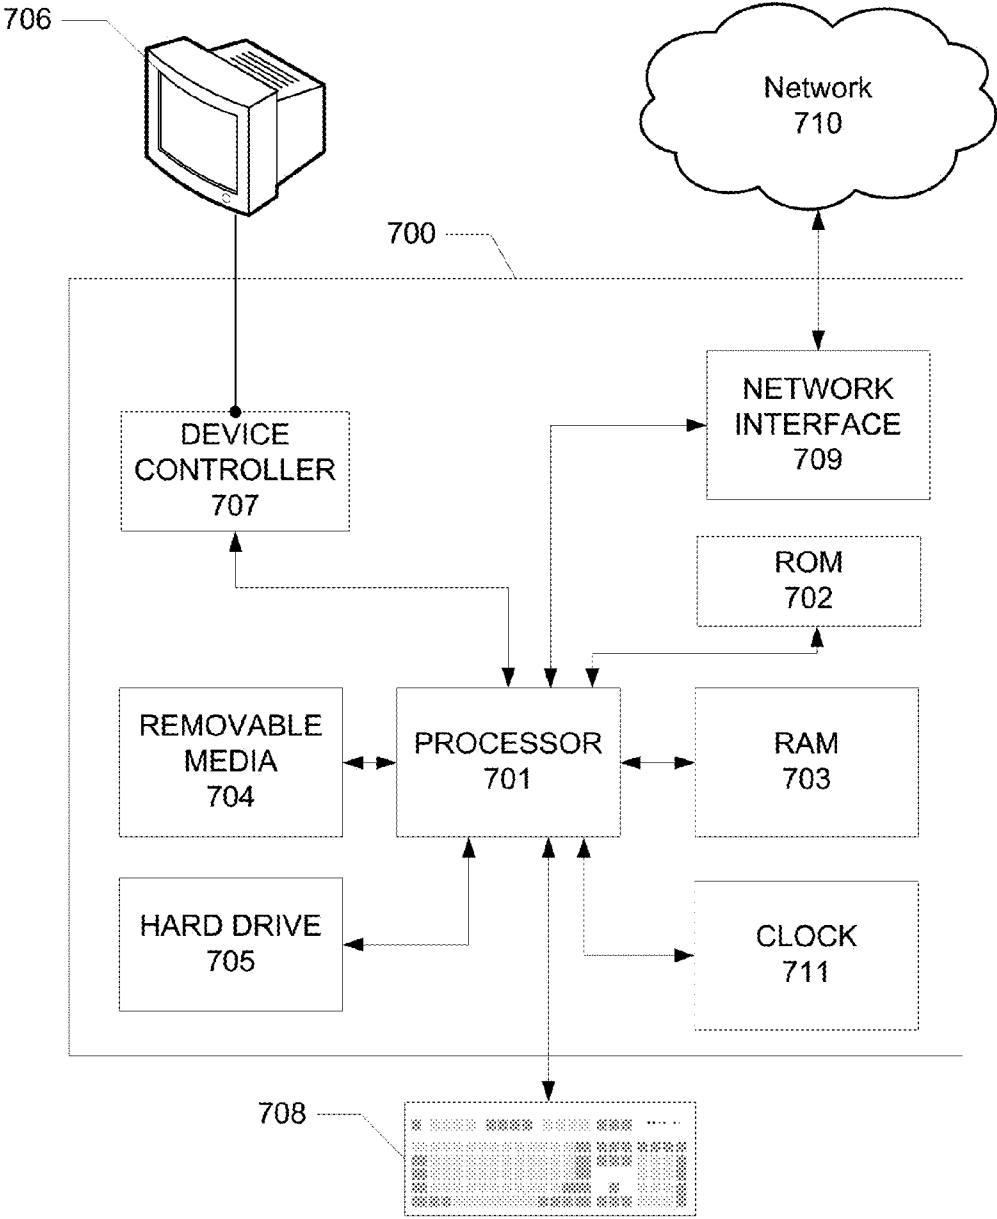 706
Network
710
700
NETWORK
INTERFACE
709
DEVICE
CONTROLLER
707
ROM
702
REMOVABLE
MEDIA
704
PROCESSOR
701
RAM
703
HARD DRIVE
705
CLOCK
711
708